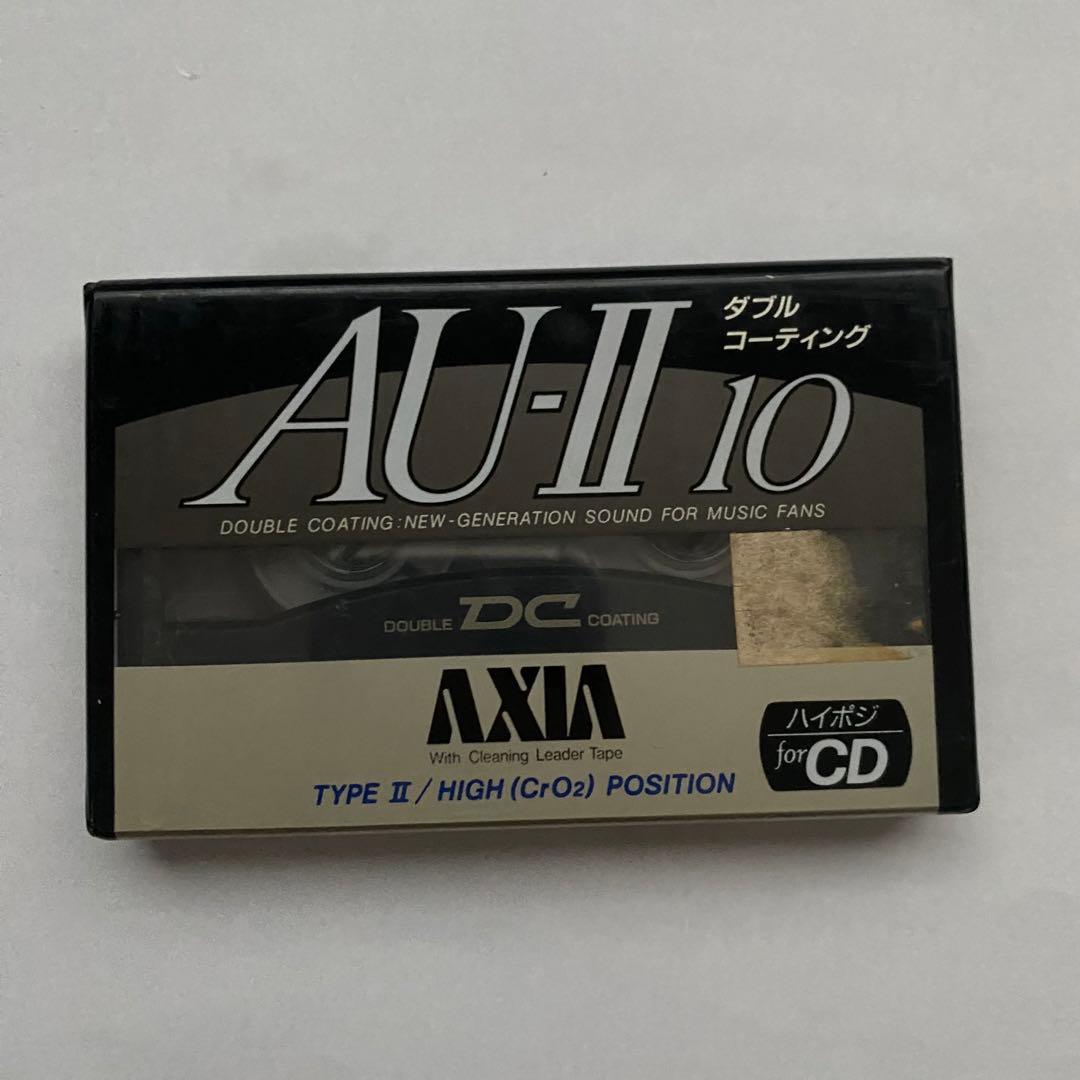 AU-II 10
ダブル
コーティング
DOUBLE COATING:NEW-GENERATION SOUND FOR MUSIC FANS
DOUBLE DC COATING
AXIA
With Cleaning Leader Tape
TYPE II/HIGH (CrO2) POSITION
ハイポジ
for CD